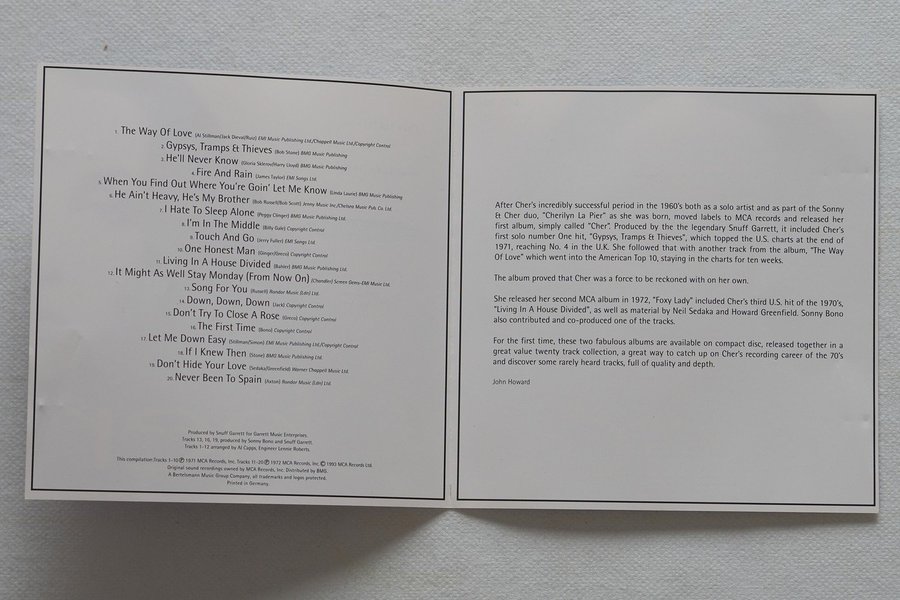 1. The Way Of Love (Al Stillman/Jack Dieval/Ruiz) EMI Music Publishing Ltd./Chappell Music Ltd./Copyright Control
2. Gypsys, Tramps & Thieves (Bob Stone) BMG Music Publishing
3. He'll Never Know (Gloria Sklerov/Harry Lloyd) BMG Music Publishing
4. Fire And Rain (James Taylor) EMI Songs Ltd.
5. When You Find Out Where You're Goin' Let Me Know (Linda Laurie) BMG Music Publishing
6. He Ain't Heavy, He's My Brother (Bob Russell/Bob Scott) Jenny Music Inc./Chelsea Music Pub Co. Ltd.
7. I Hate To Sleep Alone (Peggy Clinger) BMG Music Publishing Ltd.
8. I'm In The Middle (Billy Gale) Copyright Control
9. Touch And Go (Jerry Fuller) EMI Songs Ltd.
10. One Honest Man (Ginger/Greco) Copyright Control
11. Living In A House Divided (Bahler) BMG Music Publishing Ltd.
12. It Might As Well Stay Monday (From Now On) (Chandler) Screen Gems-EMI Music Ltd.
13. Song For You (Russell) Rondor Music (Ldn) Ltd.
14. Down, Down, Down (Jack) Copyright Control
15. Don't Try To Close A Rose (Greco) Copyright Control
16. The First Time (Bono) Copyright Control
17. Let Me Down Easy (Stillman/Simon) EMI Music Publishing Ltd/Copyright Control
18. If I Knew Then (Stone) BMG Music Publishing Ltd.
19. Don't Hide Your Love (Sedaka/Greenfield) Warner Chappell Music Ltd.
20. Never Been To Spain (Axton) Rondor Music (Ldn) Ltd.
Produced by Snuff Garrett for Garrett Music Enterprises.
Tracks 13, 16, 19, produced by Sonny Bono and Snuff Garrett.
Tracks 1-12 arranged by Al Capps, Engineer Lennie Roberts.
This compilation: Tracks 1-10 ℗ 1971 MCA Records, Inc. Tracks 11-20 ℗ 1972 MCA Records, Inc. © 1993 MCA Records Ltd.
Original sound recordings owned by MCA Records, Inc. Distributed by BMG.
A Bertelsmann Music Group Company, all trademarks and logos protected.
Printed in Germany.
After Cher's incredibly successful period in the 1960's both as a solo artist and as part of the Sonny
& Cher duo, "Cherilyn La Pier" as she was born, moved labels to MCA records and released her
first album, simply called "Cher". Produced by the the legendary Snuff Garrett, it included Cher's
first solo number One hit, "Gypsys, Tramps & Thieves", which topped the U.S. charts at the end of
1971, reaching No. 4 in the U.K. She followed that with another track from the album, "The Way
Of Love" which went into the American Top 10, staying in the charts for ten weeks.
The album proved that Cher was a force to be reckoned with on her own.
She released her second MCA album in 1972, "Foxy Lady" included Cher's third U.S. hit of the 1970's,
"Living In A House Divided", as well as material by Neil Sedaka and Howard Greenfield. Sonny Bono
also contributed and co-produced one of the tracks.
For the first time, these two fabulous albums are available on compact disc, released together in a
great value twenty track collection, a great way to catch up on Cher's recording career of the 70's
and discover some rarely heard tracks, full of quality and depth.
John Howard